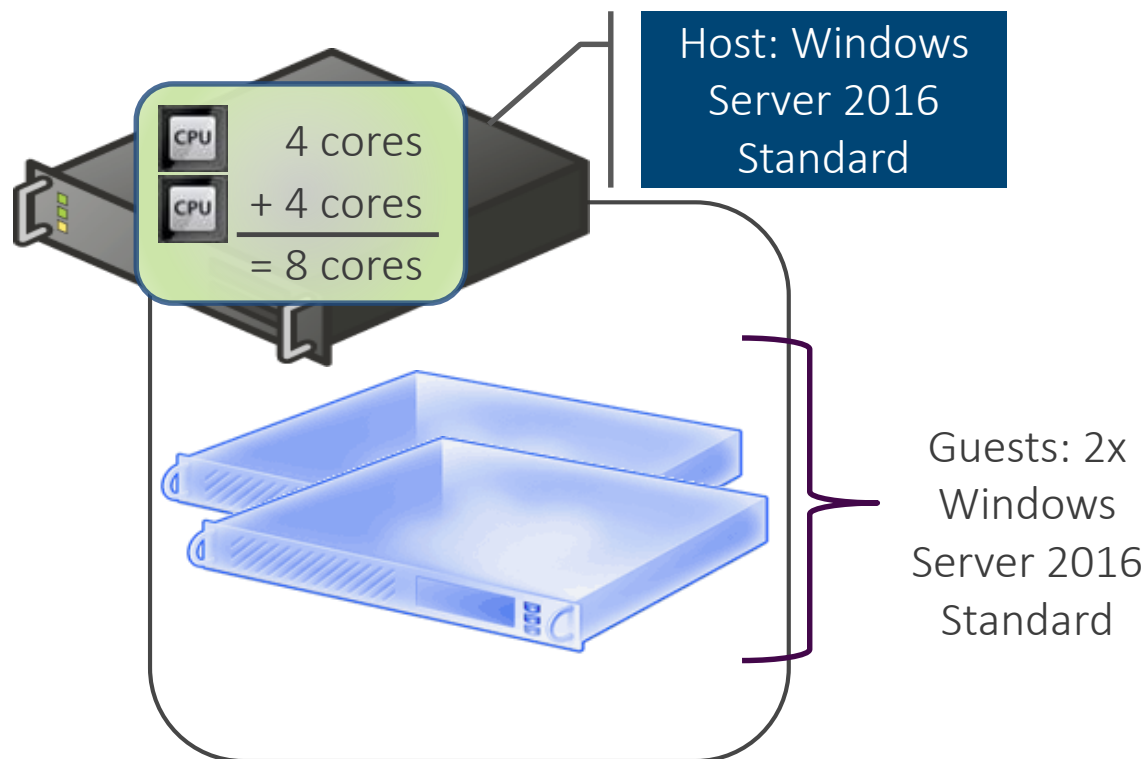 Host: Windows
Server 2016
Standard
CPU
4 cores
CPU
+ 4 cores
= 8 cores
Guests: 2x
Windows
Server 2016
Standard